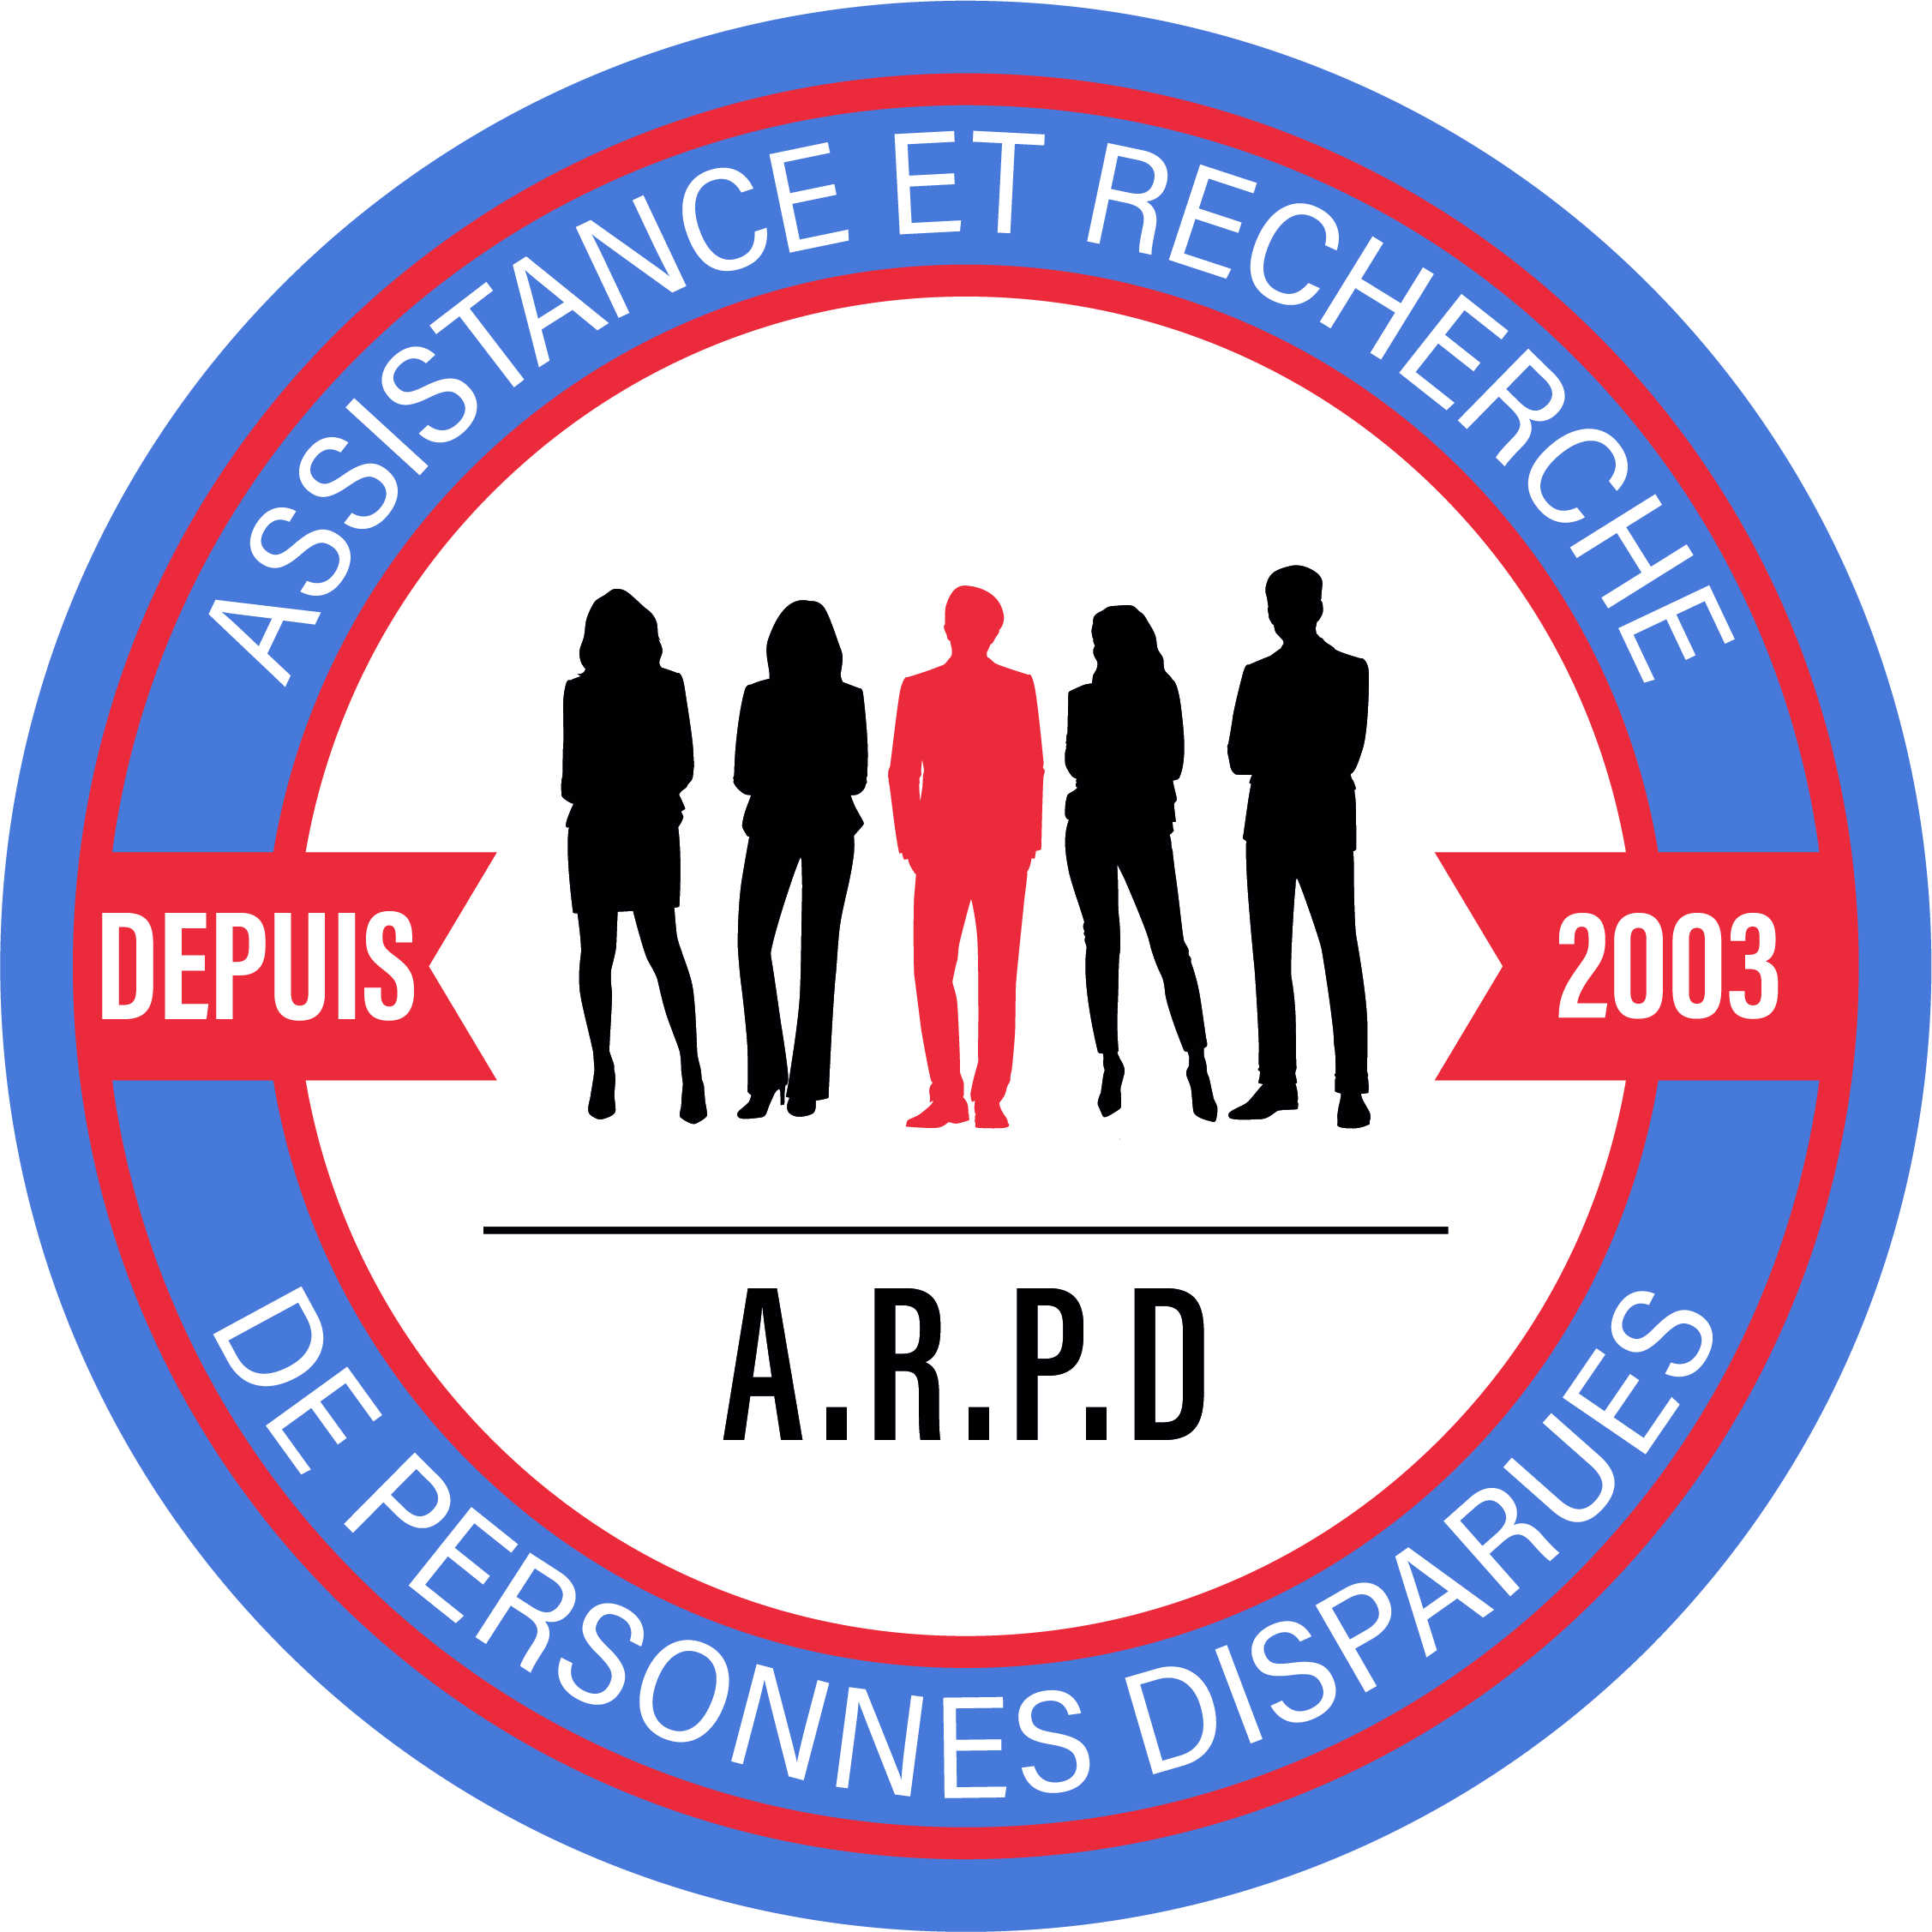 ASSISTANCE ET RECHERCHE
DEPUIS
2003
A.R.P.D
DE PERSONNES DISPARUES